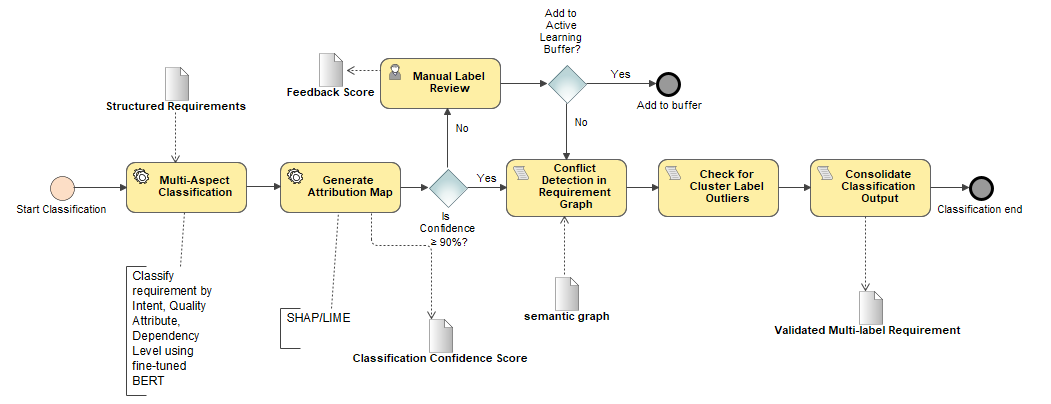 Add to
Active
Learning
Buffer?
Manual Label
Review
Yes
Feedback Score
Add to buffer
Structured Requirements
No
No
Start Classification
Multi-Aspect
Classification
Generate
Attribution Map
Yes
Is
Confidence
≥ 90%?
Conflict
Detection in
Requirement
Graph
Check for
Cluster Label
Outliers
Consolidate
Classification
Output
Classification end
Classify
requirement by
Intent, Quality
Attribute,
Dependency
Level using
fine-tuned
BERT
SHAP/LIME
Classification Confidence Score
semantic graph
Validated Multi-label Requirement